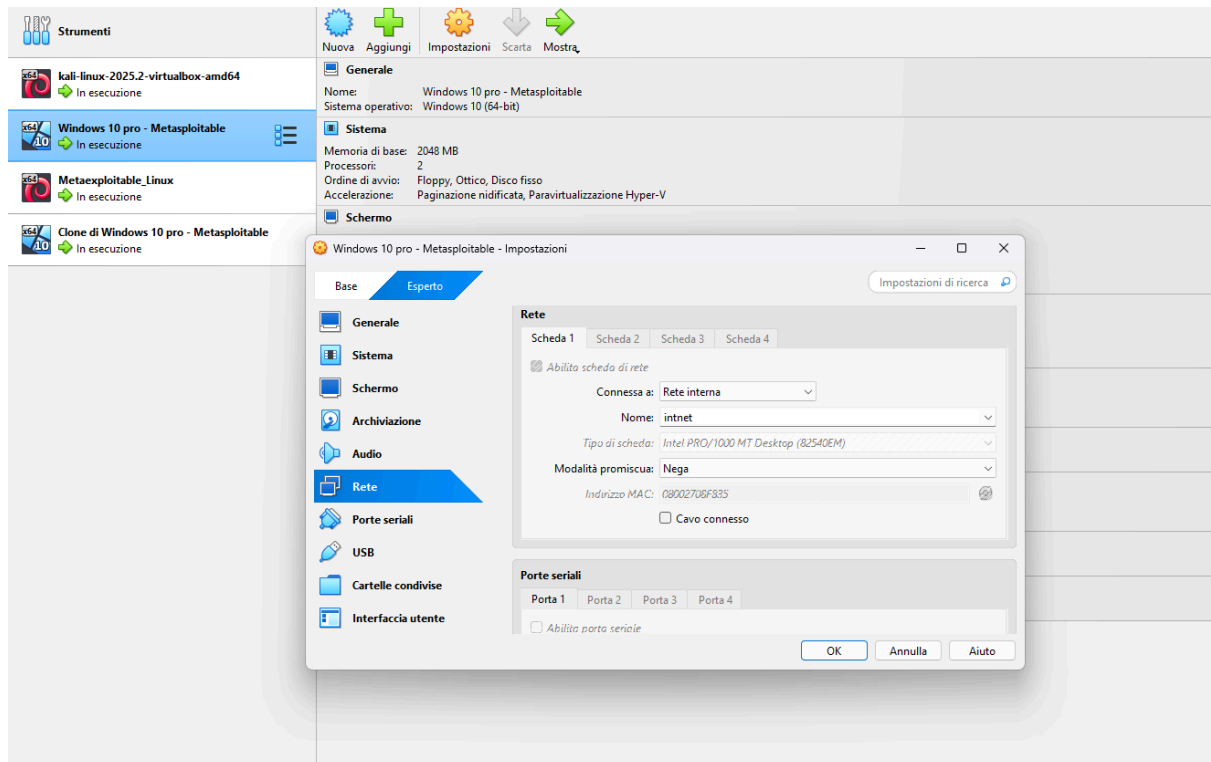 Strumenti
Nuova Aggiungi Impostazioni Scarta Mostra
kali-linux-2025.2-virtualbox-amd64
In esecuzione
Windows 10 pro - Metasploitable
In esecuzione
Metaexploitable_Linux
In esecuzione
Clone di Windows 10 pro - Metasploitable
In esecuzione
Generale
Nome: Windows 10 pro - Metasploitable
Sistema operativo: Windows 10 (64-bit)
Sistema
Memoria di base: 2048 MB
Processori: 2
Ordine di avvio: Floppy, Ottico, Disco fisso
Accelerazione: Paginazione nidificata, Paravirtualizzazione Hyper-V
Schermo
Windows 10 pro - Metasploitable - Impostazioni
Base Esperto
Impostazioni di ricerca
Generale
Sistema
Schermo
Archiviazione
Audio
Rete
Porte seriali
USB
Cartelle condivise
Interfaccia utente
Rete
Scheda 1 Scheda 2 Scheda 3 Scheda 4
Abilita scheda di rete
Connessa a: Rete interna
Nome: intnet
Tipo di scheda: Intel PRO/1000 MT Desktop (82540EM)
Modalità promiscua: Nega
Indirizzo MAC:
Cavo connesso
Porte seriali
Porta 1 Porta 2 Porta 3 Porta 4
Abilita porta seriale
OK Annulla Aiuto